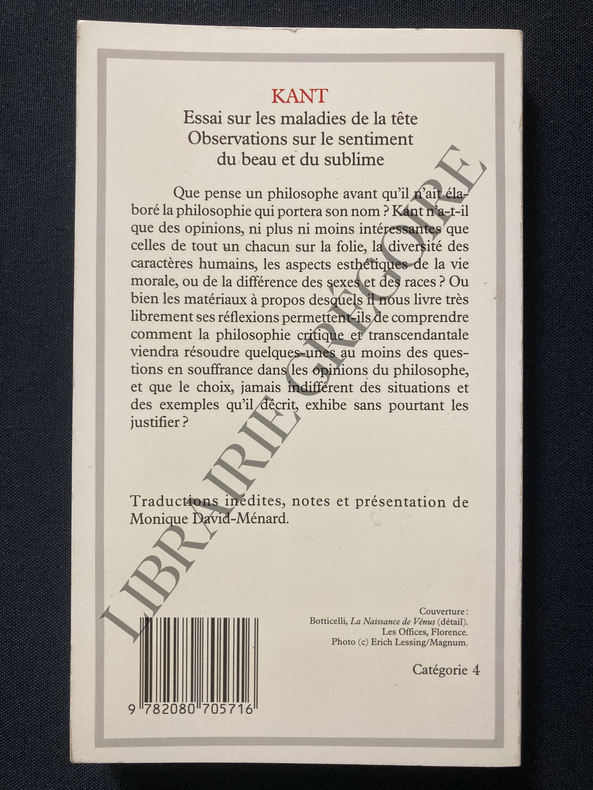 KANT
Essai sur les maladies de la tête
Observations sur le sentiment
du beau et du sublime
Que pense un philosophe avant qu'il n'ait éla-
boré la philosophie qui portera son nom ? Kant n'a-t-il
que des opinions, ni plus ni moins intéressantes que
celles de tout un chacun sur la folie, la diversité des
caractères humains, les aspects esthétiques de la vie
morale, ou de la différence des sexes et des races ? Ou
bien les matériaux à propos desquels il nous livre très
librement ses réflexions permettent-ils de comprendre
comment la philosophie critique et transcendantale
viendra résoudre quelques-unes au moins des ques-
tions en souffrance dans les opinions du philosophe,
et que le choix, jamais indifférent des situations et
des exemples qu'il décrit, exhibe sans pourtant les
justifier ?
Traductions inédites, notes et présentation de
Monique David-Ménard.
Couverture :
Botticelli, La Naissance de Vénus (détail).
Les Offices, Florence.
Photo (c) Erich Lessing/Magnum.
Catégorie 4
9 782080 705716
LIBRAIRIE GRÉGOIRE